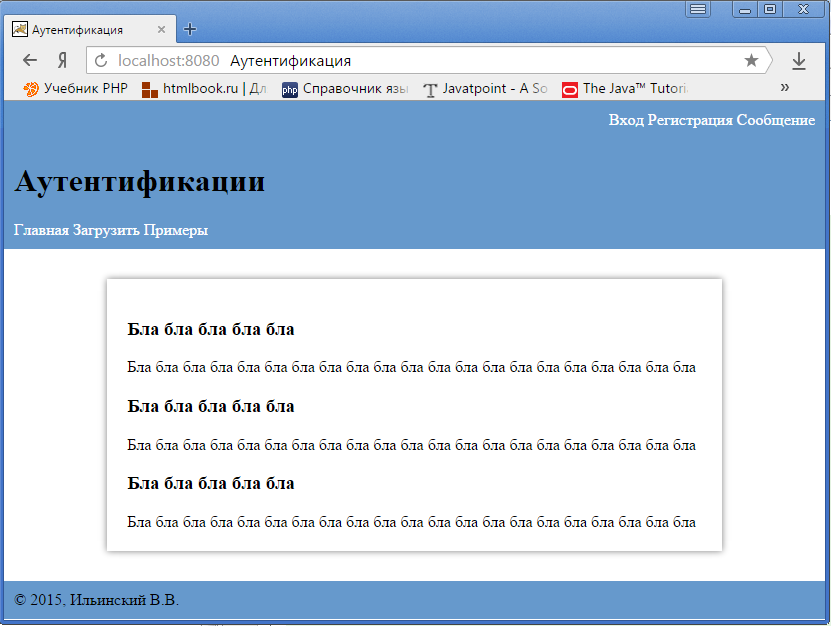 Аутентификация
Я
localhost:8080 Аутентификация
Учебник PHP htmlbook.ru | Дл php Справочник язы T Javatpoint - A So The Java™ Tutori »
Вход Регистрация Сообщение
Аутентификации
Главная Загрузить Примеры
Бла бла бла бла бла
Бла бла бла бла бла бла бла бла бла бла бла бла бла бла бла бла бла бла бла бла бла
Бла бла бла бла бла
Бла бла бла бла бла бла бла бла бла бла бла бла бла бла бла бла бла бла бла бла бла
Бла бла бла бла бла
Бла бла бла бла бла бла бла бла бла бла бла бла бла бла бла бла бла бла бла бла бла
© 2015, Ильинский В.В.